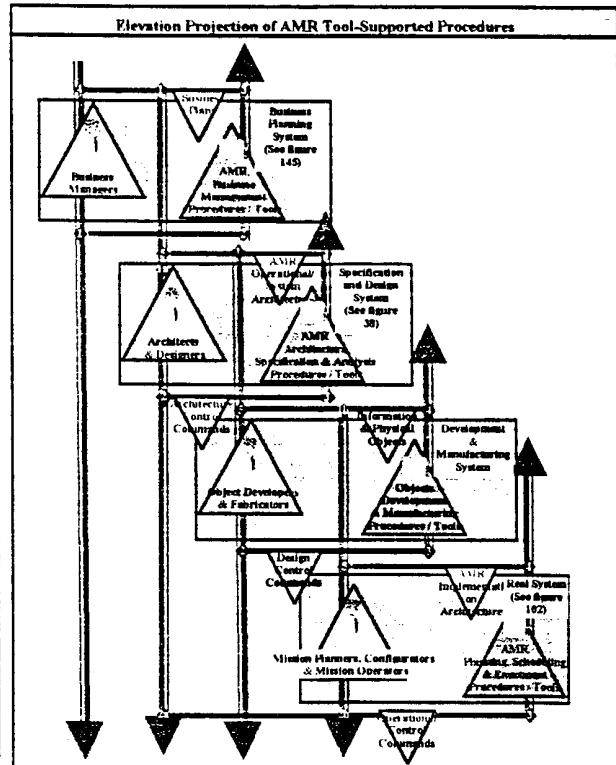 Elevation Projection of AMR Tool-Supported Procedures
Business
Planning
System
(See figure
145)
Business
Managers
AMR
Business
Management
Procedures / Tools
AMR
Operational/
Specification
and Design
System
(See figure
38)
Architects
& Designers
AMR
Architecture
Specification & Analysis
Procedures / Tools
Architecture
Control
Commands
Information
& Physical
Objects
Development
&
Manufacturing
System
Object Developers
& Fabricators
Objects
Development
& Manufacturing
Procedures / Tools
Design
Control
Commands
AMR
Implementati
on
Architecture
Real System
(See figure
102)
Mission Planners, Configurators
& Mission Operators
AMR
Planning, Scheduling
& Enactment
Procedures / Tools
Operational
Control
Commands